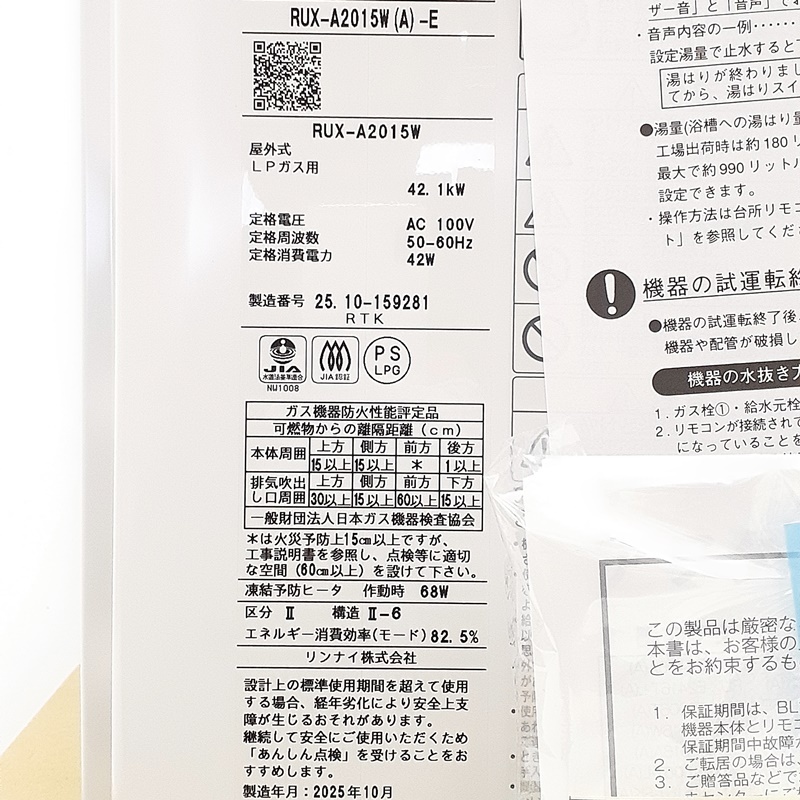 RUX-A2015W(A)-E
RUX-A2015W
屋外式
LPガス用
42.1kW
定格電圧 AC 100V
定格周波数 50-60Hz
定格消費電力 42W
製造番号 25.10-159281
RTK
JIA
水道法基準適合
NW1008
JIA認証
PS
LPG
ガス機器防火性能評定品
可燃物からの離隔距離(cm)
本体周囲 上方 側方 前方 後方
15以上 15以上 * 1以上
排気吹出し口周囲 上方 側方 前方 下方
30以上 15以上 60以上 15以上
一般財団法人日本ガス機器検査協会
*は火災予防上15cm以上ですが、
工事説明書を参照し、点検等に適切
な空間(60cm以上)を設けて下さい。
凍結予防ヒータ 作動時 68W
区分 Ⅱ 構造 Ⅱ-6
エネルギー消費効率(モード)82.5%
リンナイ株式会社
設計上の標準使用期間を超えて使用
する場合、経年劣化により安全上支
障が生じるおそれがあります。
継続して安全にご使用いただくため
「あんしん点検」を受けることをお
すすめします。
製造年月:2025年10月
ザー音」と「音声」でお
・音声内容の一例・・・・・・
設定湯量で止水すると
湯はりが終わりまし
てから、湯はりスイ
●湯量(浴槽への湯はり量
工場出荷時は約180リ
最大で約990リットル
設定できます。
・操作方法は台所リモコ
ト」を参照してくだ
機器の試運転終
●機器の試運転終了後、
機器や配管が破損し
機器の水抜き方
1.ガス栓①・給水元栓
2.リモコンが接続されて
になっていることを
この製品は厳密な
本書は、お客様の
とをお約束するも
1. 保証期間は、BL
機器本体とリモコ
保証期間中故障
2. ご転居の場合は、
3. ご贈答品などで